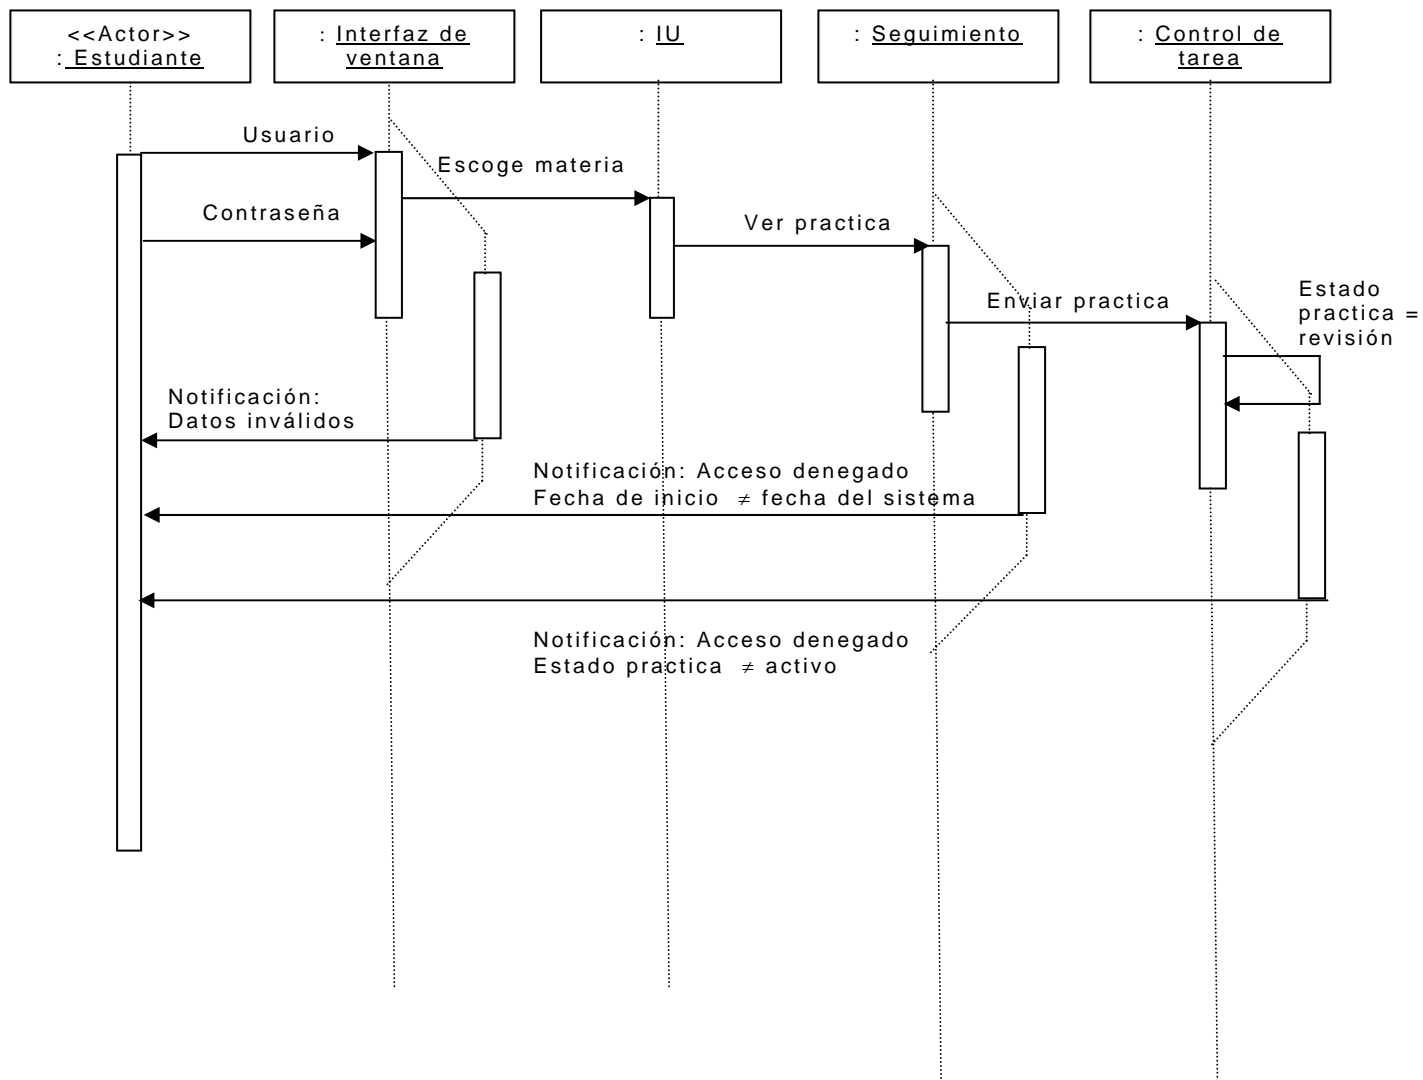 <<Actor>>
: Estudiante
: Interfaz de
ventana
: IU
: Seguimiento
: Control de
tarea
Usuario
Escoge materia
Contraseña
Ver practica
Enviar practica
Estado
practica =
revisión
Notificación:
Datos inválidos
Notificación: Acceso denegado
Fecha de inicio ≠ fecha del sistema
Notificación: Acceso denegado
Estado practica ≠ activo